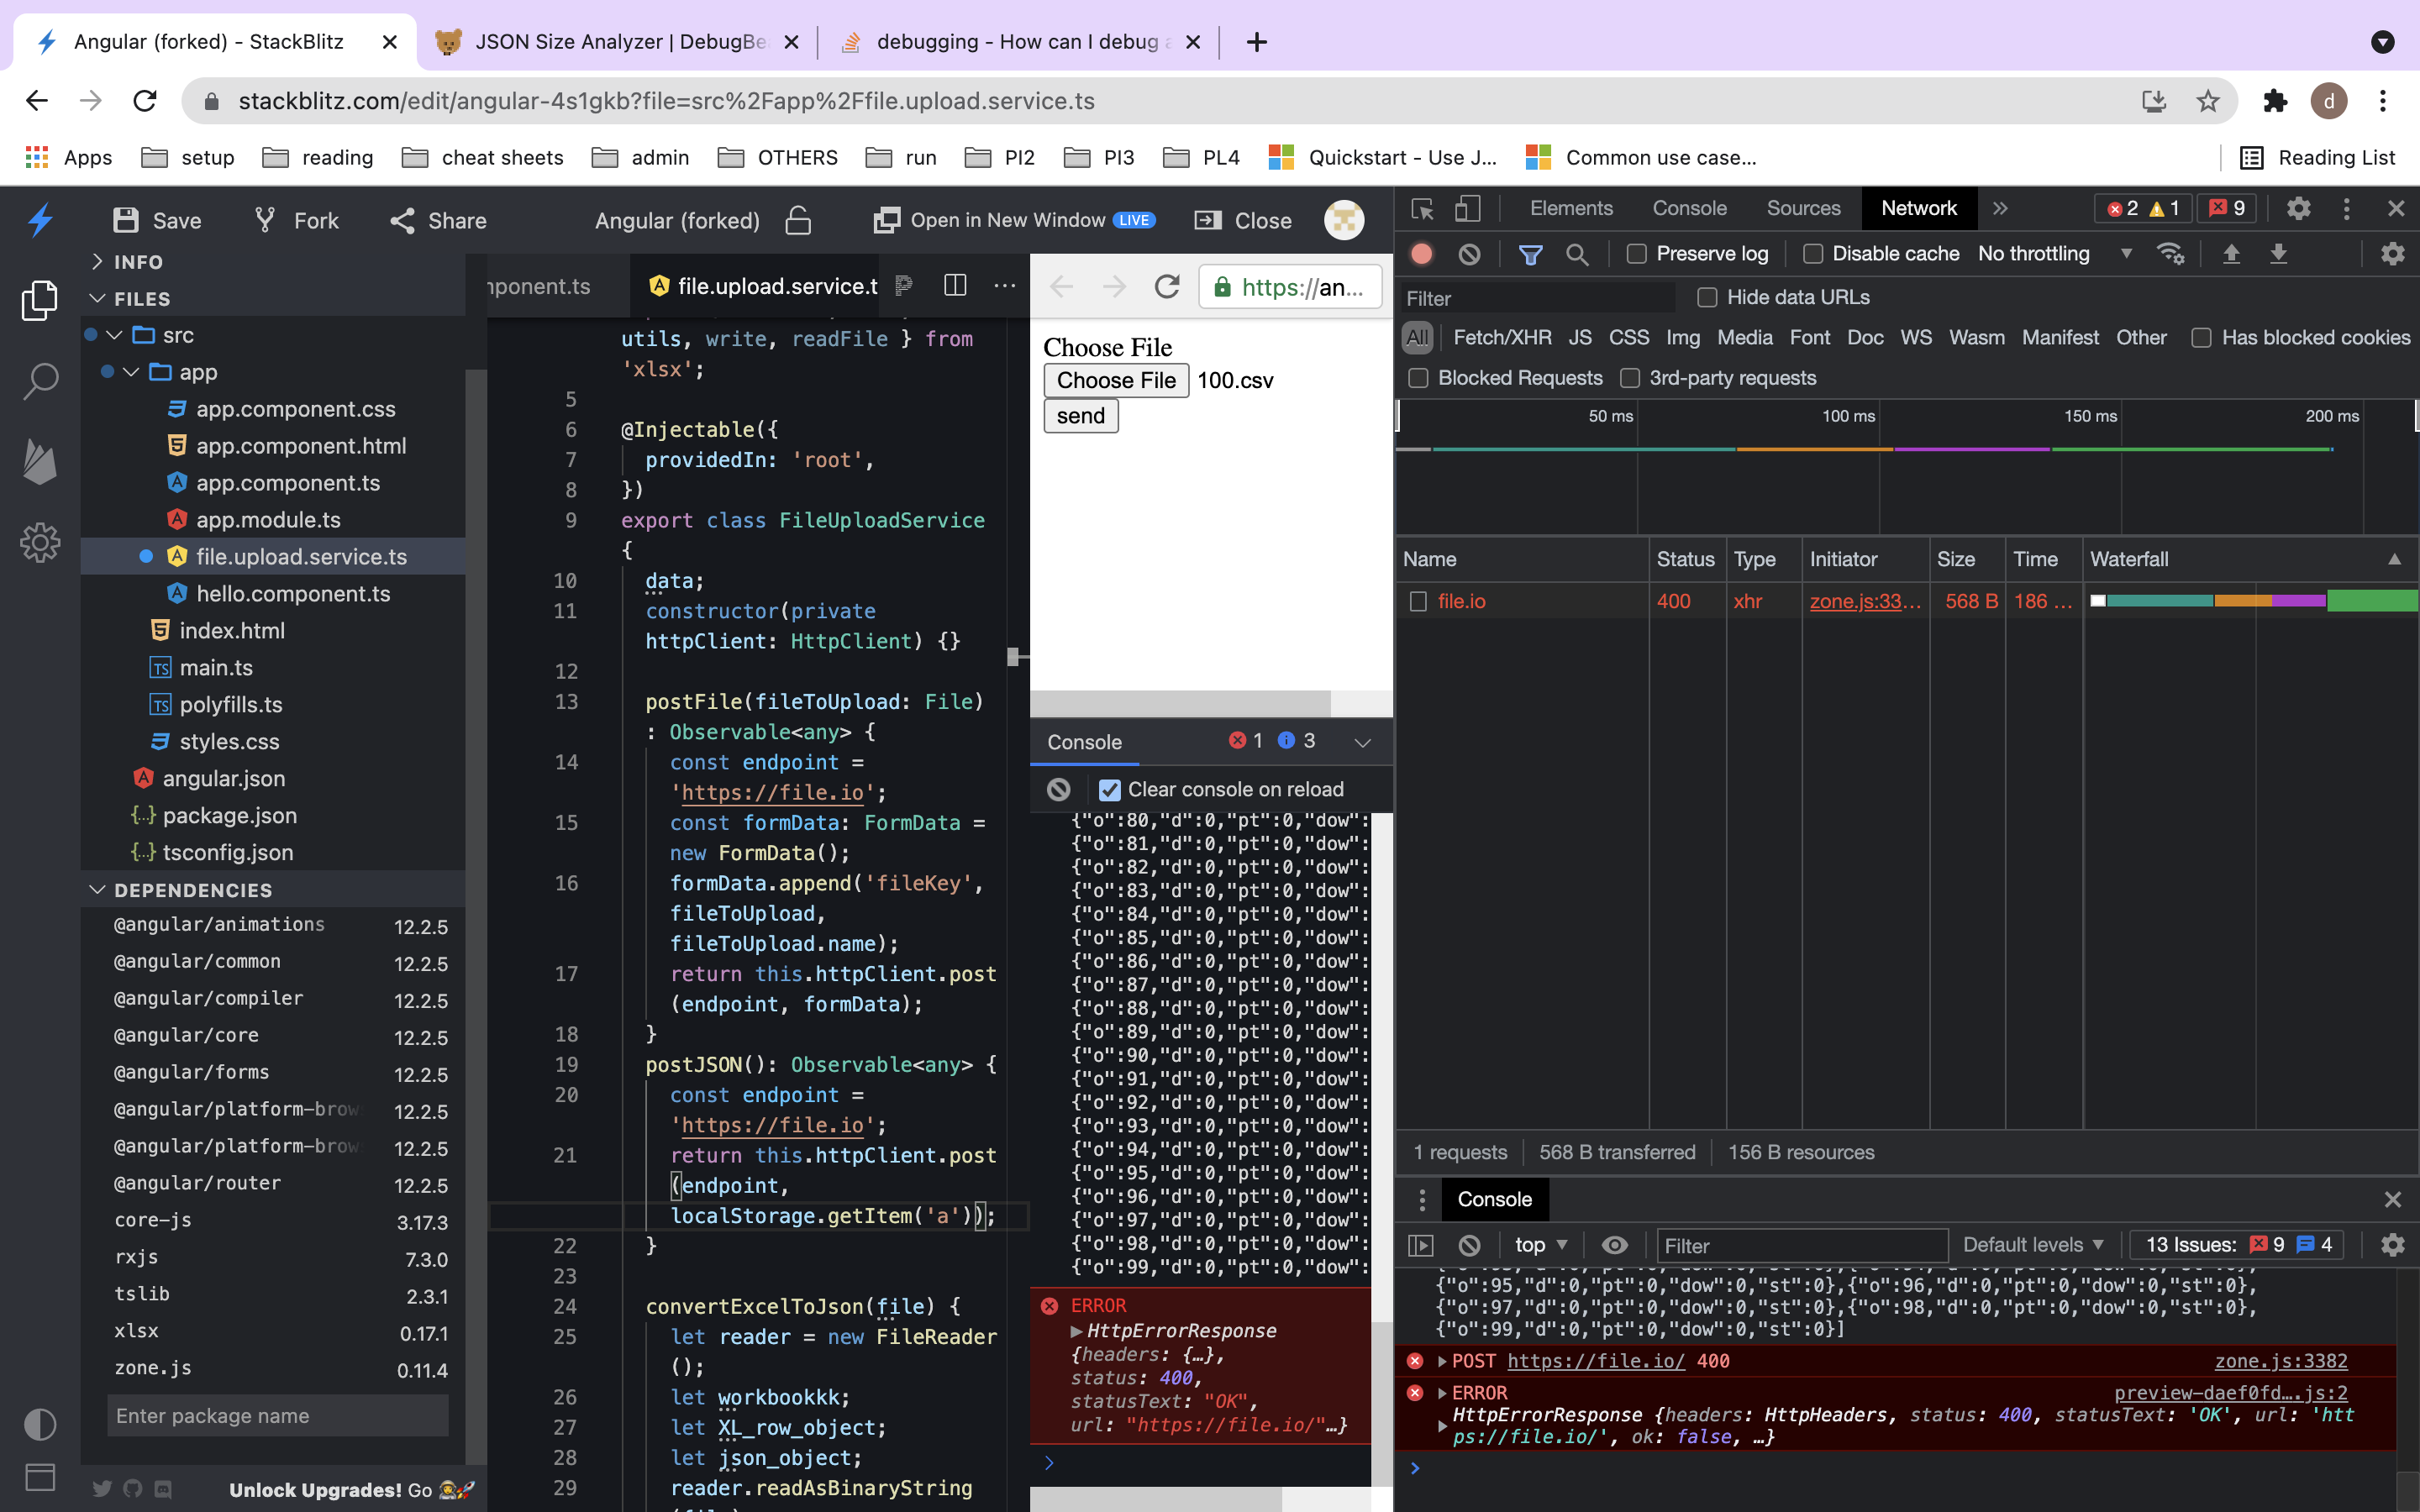 Angular (forked) - StackBlitz
JSON Size Analyzer | DebugBe
debugging - How can I debug a
stackblitz.com/edit/angular-4s1gkb?file=src%2Fapp%2Ffile.upload.service.ts
d
Apps
setup
reading
cheat sheets
admin
OTHERS
run
PI2
PI3
PL4
Quickstart - Use J...
Common use case...
Reading List
Save
Fork
Share
Angular (forked)
Open in New Window LIVE
Close
INFO
FILES
src
app
app.component.css
app.component.html
app.component.ts
app.module.ts
file.upload.service.ts
hello.component.ts
index.html
main.ts
polyfills.ts
styles.css
angular.json
package.json
tsconfig.json
DEPENDENCIES
@angular/animations 12.2.5
@angular/common 12.2.5
@angular/compiler 12.2.5
@angular/core 12.2.5
@angular/forms 12.2.5
@angular/platform-brow 12.2.5
@angular/platform-brow 12.2.5
@angular/router 12.2.5
core-js 3.17.3
rxjs 7.3.0
tslib 2.3.1
xlsx 0.17.1
zone.js 0.11.4
Enter package name
Unlock Upgrades! Go
ponent.ts
file.upload.service.t
utils, write, readFile } from
'xlsx';
5
6 @Injectable({
7 providedIn: 'root',
8 })
9 export class FileUploadService
{
10 data;
11 constructor(private
httpClient: HttpClient) {}
12
13 postFile(fileToUpload: File)
: Observable<any> {
14 const endpoint =
'https://file.io';
15 const formData: FormData =
new FormData();
16 formData.append('fileKey',
fileToUpload,
fileToUpload.name);
17 return this.httpClient.post
(endpoint, formData);
18 }
19 postJSON(): Observable<any> {
20 const endpoint =
'https://file.io';
21 return this.httpClient.post
(endpoint,
localStorage.getItem('a'));
22 }
23
24 convertExcelToJson(file) {
25 let reader = new FileReader
();
26 let workbookkk;
27 let XL_row_object;
28 let json_object;
29 reader.readAsBinaryString
https://an...
Choose File
Choose File 100.csv
send
Console 1 3
Clear console on reload
{"o":80,"d":0,"pt":0,"dow":
{"o":81,"d":0,"pt":0,"dow":
{"o":82,"d":0,"pt":0,"dow":
{"o":83,"d":0,"pt":0,"dow":
{"o":84,"d":0,"pt":0,"dow":
{"o":85,"d":0,"pt":0,"dow":
{"o":86,"d":0,"pt":0,"dow":
{"o":87,"d":0,"pt":0,"dow":
{"o":88,"d":0,"pt":0,"dow":
{"o":89,"d":0,"pt":0,"dow":
{"o":90,"d":0,"pt":0,"dow":
{"o":91,"d":0,"pt":0,"dow":
{"o":92,"d":0,"pt":0,"dow":
{"o":93,"d":0,"pt":0,"dow":
{"o":94,"d":0,"pt":0,"dow":
{"o":95,"d":0,"pt":0,"dow":
{"o":96,"d":0,"pt":0,"dow":
{"o":97,"d":0,"pt":0,"dow":
{"o":98,"d":0,"pt":0,"dow":
{"o":99,"d":0,"pt":0,"dow":
ERROR
HttpErrorResponse
{headers: {…},
status: 400,
statusText: "OK",
url: "https://file.io/"…}
Elements
Console
Sources
Network
2 1 9
Preserve log
Disable cache
No throttling
Filter
Hide data URLs
All
Fetch/XHR JS CSS Img Media Font Doc WS Wasm Manifest Other
Has blocked cookies
Blocked Requests
3rd-party requests
50 ms 100 ms 150 ms 200 ms
Name Status Type Initiator Size Time Waterfall
file.io 400 xhr zone.js:33... 568 B 186 ...
1 requests 568 B transferred 156 B resources
Console
top
Filter
Default levels
13 Issues: 9 4
{"o":95,"d":0,"pt":0,"dow":0,"st":0},{"o":96,"d":0,"pt":0,"dow":0,"st":0},
{"o":97,"d":0,"pt":0,"dow":0,"st":0},{"o":98,"d":0,"pt":0,"dow":0,"st":0},
{"o":99,"d":0,"pt":0,"dow":0,"st":0}]
POST https://file.io/ 400 zone.js:3382
ERROR preview-daef0fd….js:2
HttpErrorResponse {headers: HttpHeaders, status: 400, statusText: 'OK', url: 'htt
ps://file.io/', ok: false, …}